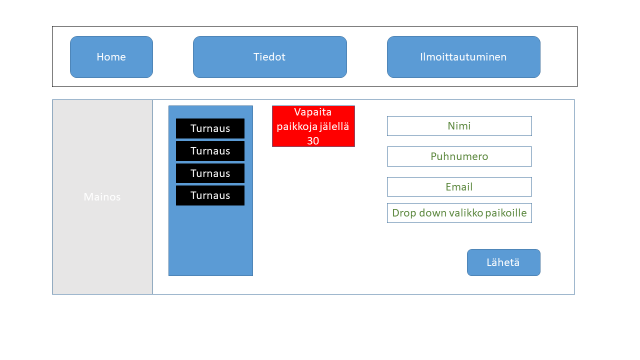 Home
Tiedot
Ilmoittautuminen
Mainos
Turnaus
Turnaus
Turnaus
Turnaus
Vapaita
paikkoja jälellä
30
Nimi
Puhnumero
Email
Drop down valikko paikoille
Lähetä